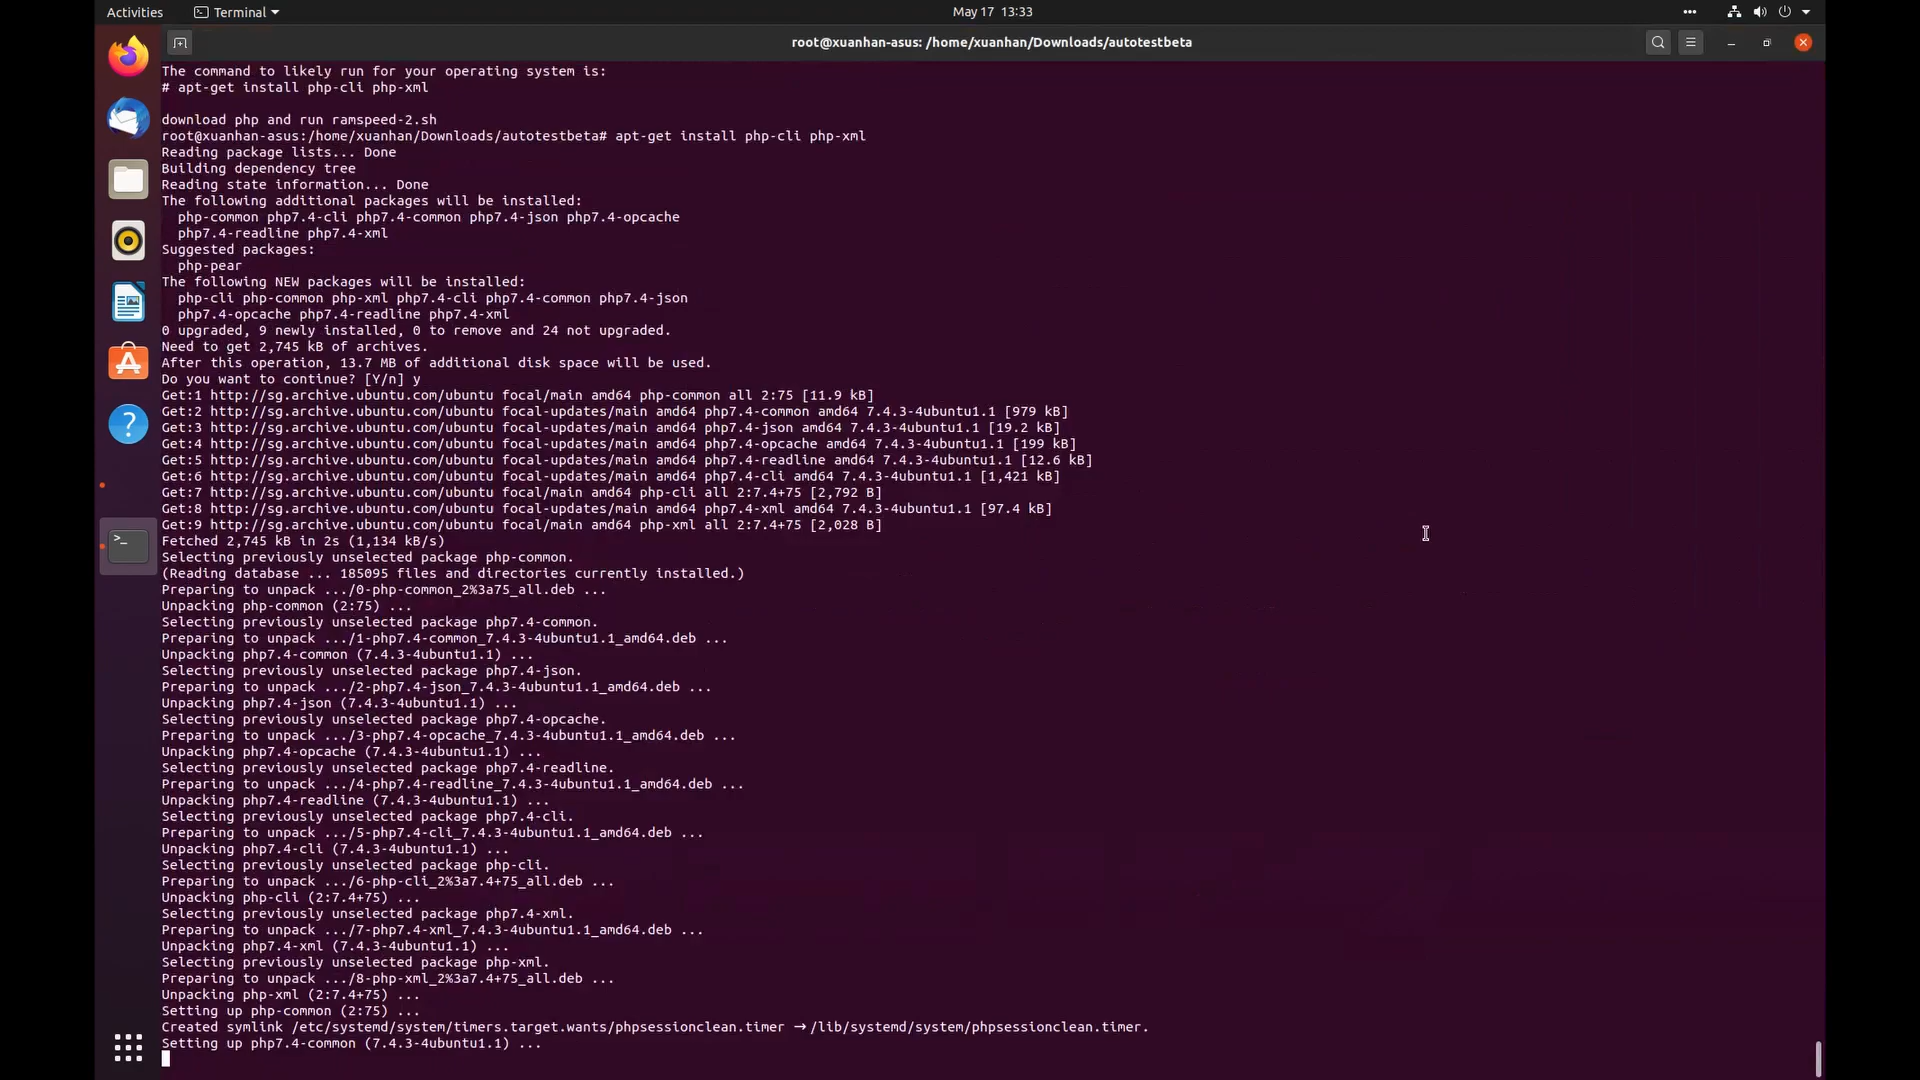 Activities
Terminal
May 17 13:33
root@xuanhan-asus: /home/xuanhan/Downloads/autotestbeta
The command to likely run for your operating system is:
# apt-get install php-cli php-xml
download php and run ramspeed-2.sh
root@xuanhan-asus:/home/xuanhan/Downloads/autotestbeta# apt-get install php-cli php-xml
Reading package lists... Done
Building dependency tree
Reading state information... Done
The following additional packages will be installed:
php-common php7.4-cli php7.4-common php7.4-json php7.4-opcache
php7.4-readline php7.4-xml
Suggested packages:
php-pear
The following NEW packages will be installed:
php-cli php-common php-xml php7.4-cli php7.4-common php7.4-json
php7.4-opcache php7.4-readline php7.4-xml
0 upgraded, 9 newly installed, 0 to remove and 24 not upgraded.
Need to get 2,745 kB of archives.
After this operation, 13.7 MB of additional disk space will be used.
Do you want to continue? [Y/n] y
Get:1 http://sg.archive.ubuntu.com/ubuntu focal/main amd64 php-common all 2:75 [11.9 kB]
Get:2 http://sg.archive.ubuntu.com/ubuntu focal-updates/main amd64 php7.4-common amd64 7.4.3-4ubuntu1.1 [979 kB]
Get:3 http://sg.archive.ubuntu.com/ubuntu focal-updates/main amd64 php7.4-json amd64 7.4.3-4ubuntu1.1 [19.2 kB]
Get:4 http://sg.archive.ubuntu.com/ubuntu focal-updates/main amd64 php7.4-opcache amd64 7.4.3-4ubuntu1.1 [199 kB]
Get:5 http://sg.archive.ubuntu.com/ubuntu focal-updates/main amd64 php7.4-readline amd64 7.4.3-4ubuntu1.1 [12.6 kB]
Get:6 http://sg.archive.ubuntu.com/ubuntu focal-updates/main amd64 php7.4-cli amd64 7.4.3-4ubuntu1.1 [1,421 kB]
Get:7 http://sg.archive.ubuntu.com/ubuntu focal/main amd64 php-cli all 2:7.4+75 [2,792 B]
Get:8 http://sg.archive.ubuntu.com/ubuntu focal-updates/main amd64 php7.4-xml amd64 7.4.3-4ubuntu1.1 [97.4 kB]
Get:9 http://sg.archive.ubuntu.com/ubuntu focal/main amd64 php-xml all 2:7.4+75 [2,028 B]
Fetched 2,745 kB in 2s (1,134 kB/s)
Selecting previously unselected package php-common.
(Reading database ... 185095 files and directories currently installed.)
Preparing to unpack .../0-php-common_2%3a75_all.deb ...
Unpacking php-common (2:75) ...
Selecting previously unselected package php7.4-common.
Preparing to unpack .../1-php7.4-common_7.4.3-4ubuntu1.1_amd64.deb ...
Unpacking php7.4-common (7.4.3-4ubuntu1.1) ...
Selecting previously unselected package php7.4-json.
Preparing to unpack .../2-php7.4-json_7.4.3-4ubuntu1.1_amd64.deb ...
Unpacking php7.4-json (7.4.3-4ubuntu1.1) ...
Selecting previously unselected package php7.4-opcache.
Preparing to unpack .../3-php7.4-opcache_7.4.3-4ubuntu1.1_amd64.deb ...
Unpacking php7.4-opcache (7.4.3-4ubuntu1.1) ...
Selecting previously unselected package php7.4-readline.
Preparing to unpack .../4-php7.4-readline_7.4.3-4ubuntu1.1_amd64.deb ...
Unpacking php7.4-readline (7.4.3-4ubuntu1.1) ...
Selecting previously unselected package php7.4-cli.
Preparing to unpack .../5-php7.4-cli_7.4.3-4ubuntu1.1_amd64.deb ...
Unpacking php7.4-cli (7.4.3-4ubuntu1.1) ...
Selecting previously unselected package php-cli.
Preparing to unpack .../6-php-cli_2%3a7.4+75_all.deb ...
Unpacking php-cli (2:7.4+75) ...
Selecting previously unselected package php7.4-xml.
Preparing to unpack .../7-php7.4-xml_7.4.3-4ubuntu1.1_amd64.deb ...
Unpacking php7.4-xml (7.4.3-4ubuntu1.1) ...
Selecting previously unselected package php-xml.
Preparing to unpack .../8-php-xml_2%3a7.4+75_all.deb ...
Unpacking php-xml (2:7.4+75) ...
Setting up php-common (2:75) ...
Created symlink /etc/systemd/system/timers.target.wants/phpsessionclean.timer → /lib/systemd/system/phpsessionclean.timer.
Setting up php7.4-common (7.4.3-4ubuntu1.1) ...